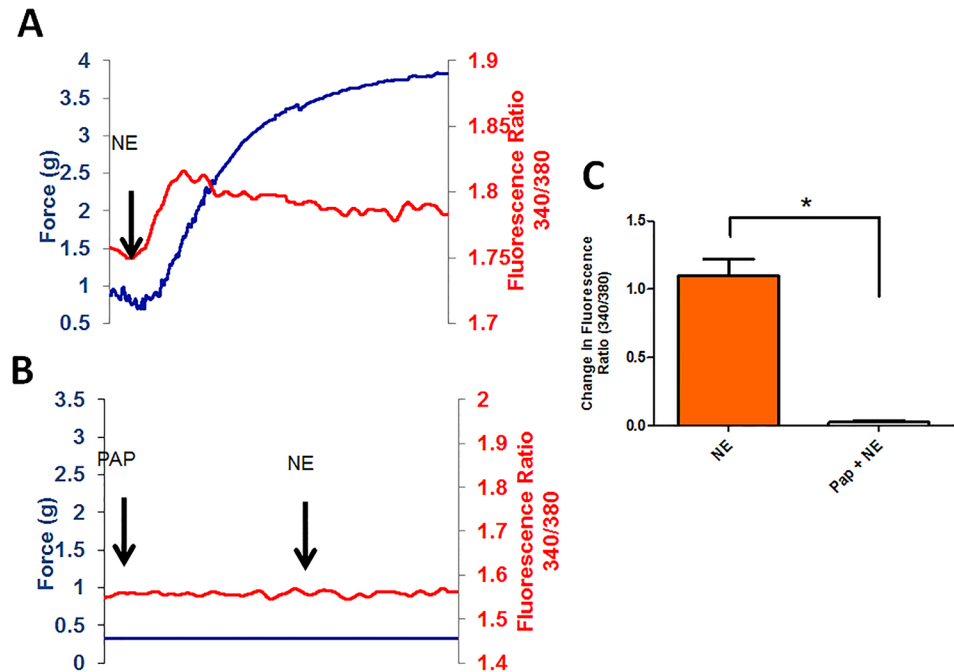 A
4
3.5
3
2.5
2
1.5
1
0.5
Force (g)
NE
1.9
1.85
1.8
1.75
1.7
Fluorescence Ratio
340/380
B
3.5
3
2.5
2
1.5
1
0.5
0
Force (g)
PAP
NE
2
1.9
1.8
1.7
1.6
1.5
1.4
Fluorescence Ratio
340/380
C
Change in Fluorescence
Ratio (340/380)
1.5
1.0
0.5
0.0
*
NE
Pap + NE